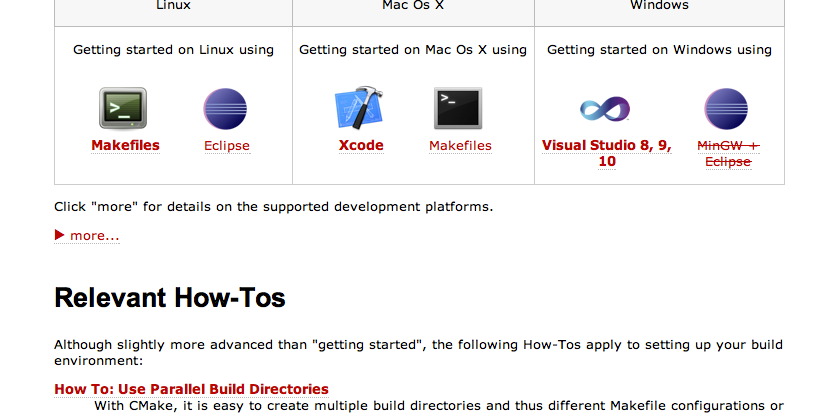 Linux Mac Os X Windows
Getting started on Linux using Getting started on Mac Os X using Getting started on Windows using
>_ >_
Makefiles Eclipse Xcode Makefiles Visual Studio 8, 9, MinGW +
10 Eclipse
Click "more" for details on the supported development platforms.
▶ more...
Relevant How-Tos
Although slightly more advanced than "getting started", the following How-Tos apply to setting up your build
environment:
How To: Use Parallel Build Directories
With CMake, it is easy to create multiple build directories and thus different Makefile configurations or